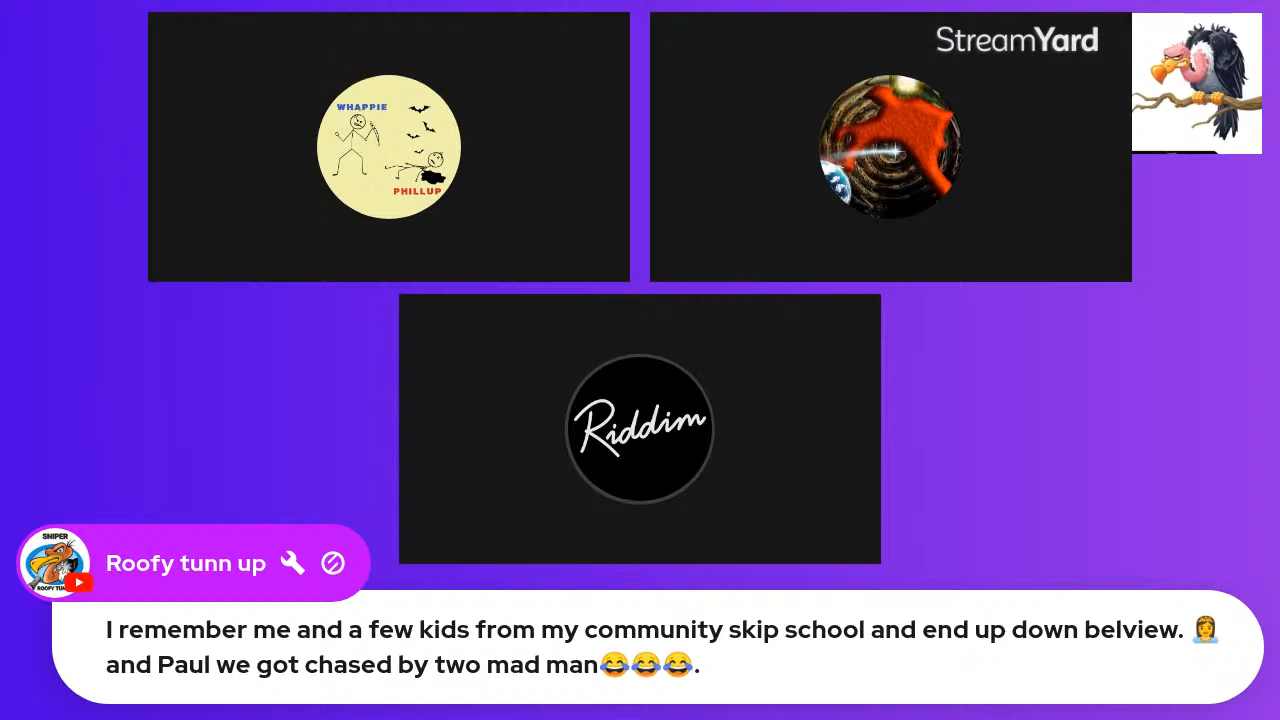 StreamYard
WHAPPIE
PHILLUP
Riddim
SNIPER
Roofy tunn up
I remember me and a few kids from my community skip school and end up down belview. 👰‍♀️
and Paul we got chased by two mad man😂😂😂.